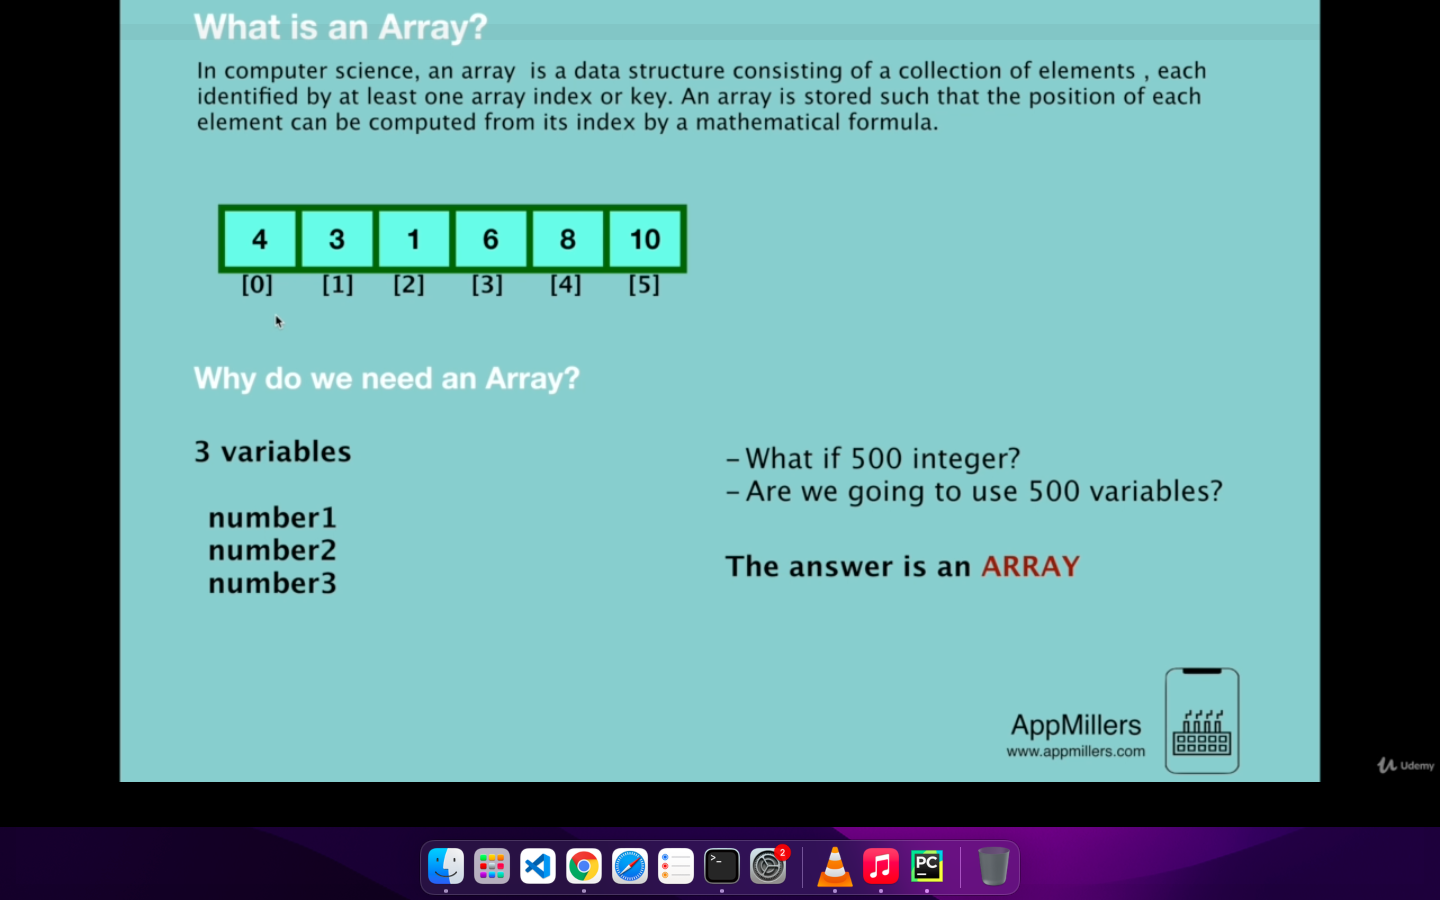 What is an Array?
In computer science, an array is a data structure consisting of a collection of elements , each
identified by at least one array index or key. An array is stored such that the position of each
element can be computed from its index by a mathematical formula.
4 3 1 6 8 10
[0] [1] [2] [3] [4] [5]
Why do we need an Array?
3 variables
number1
number2
number3
– What if 500 integer?
– Are we going to use 500 variables?
The answer is an ARRAY
AppMillers
www.appmillers.com
Udemy
>_
2
PC